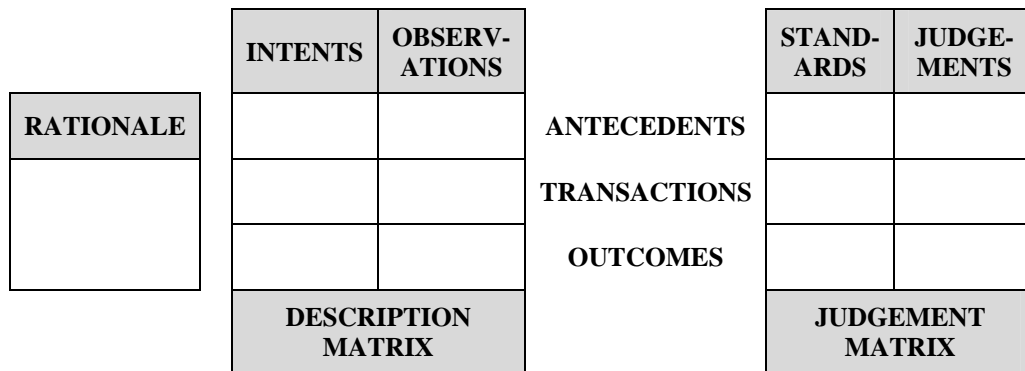 INTENTS
OBSERV-
ATIONS
STAND-
ARDS
JUDGE-
MENTS
RATIONALE
ANTECEDENTS
TRANSACTIONS
OUTCOMES
DESCRIPTION
MATRIX
JUDGEMENT
MATRIX